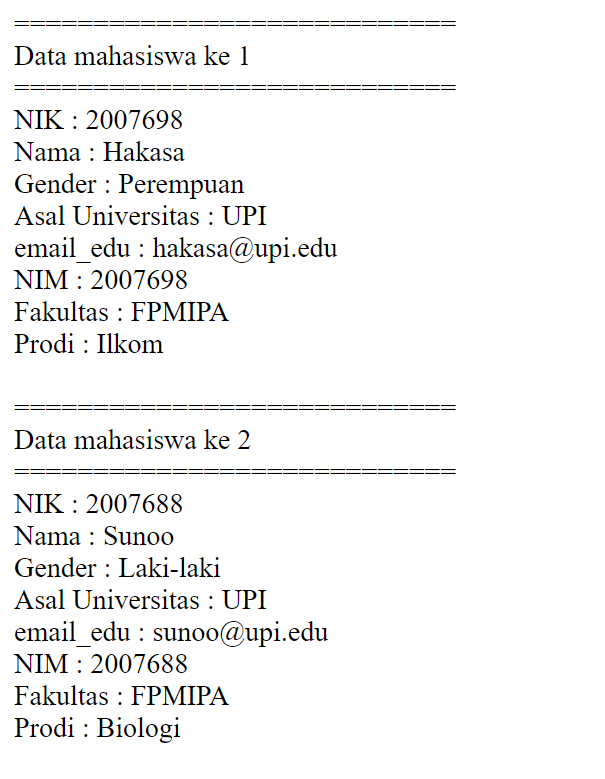 ============================
Data mahasiswa ke 1
============================
NIK : 2007698
Nama : Hakasa
Gender : Perempuan
Asal Universitas : UPI
email_edu : hakasa@upi.edu
NIM : 2007698
Fakultas : FPMIPA
Prodi : Ilkom

============================
Data mahasiswa ke 2
============================
NIK : 2007688
Nama : Sunoo
Gender : Laki-laki
Asal Universitas : UPI
email_edu : sunoo@upi.edu
NIM : 2007688
Fakultas : FPMIPA
Prodi : Biologi